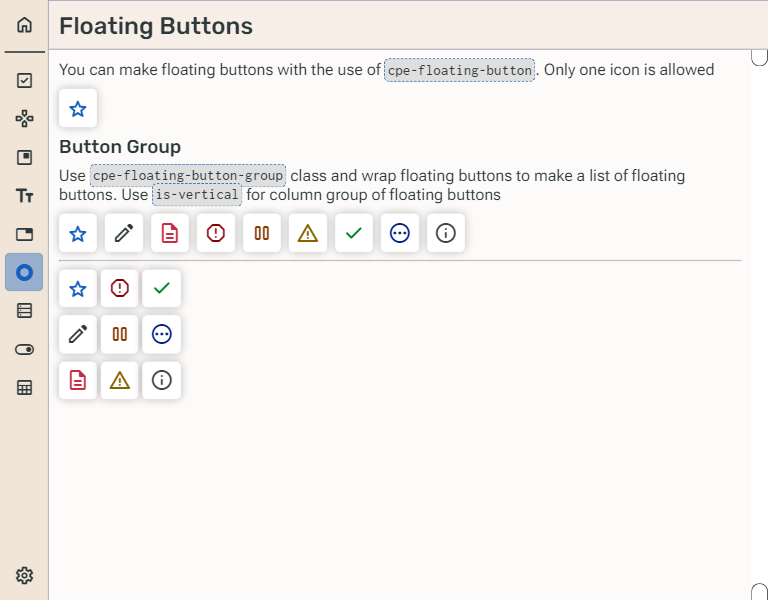 Floating Buttons
You can make floating buttons with the use of cpe-floating-button. Only one icon is allowed
Button Group
Use cpe-floating-button-group class and wrap floating buttons to make a list of floating
buttons. Use is-vertical for column group of floating buttons